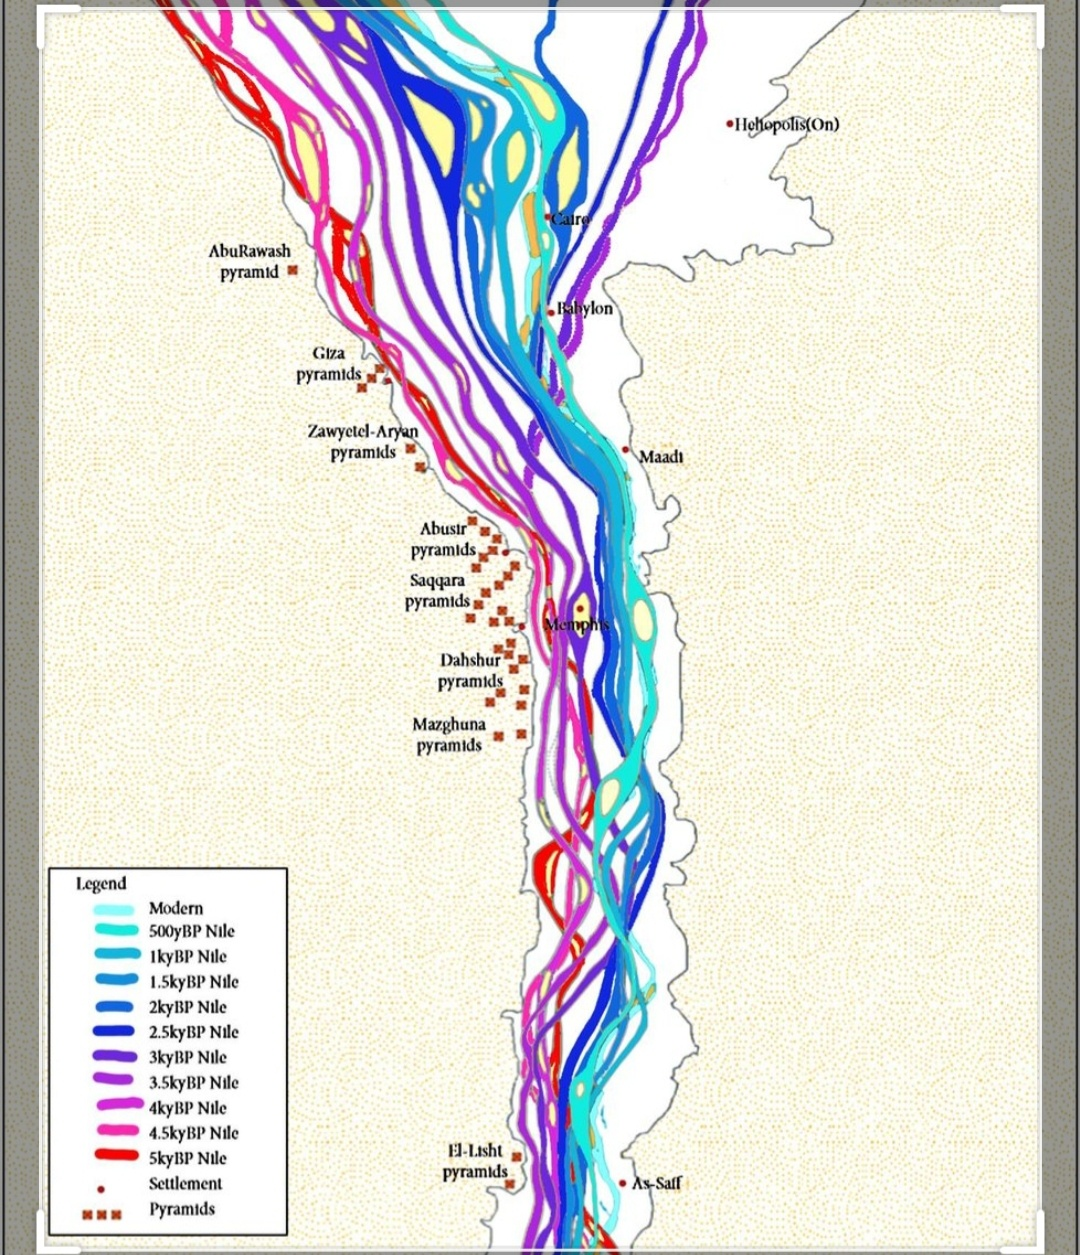 Heliopolis(On)
Cairo
AbuRawash
pyramid
Babylon
Giza
pyramids
Zawyetel-Aryan
pyramids
Maadi
Abusir
pyramids
Saqqara
pyramids
Memphis
Dahshur
pyramids
Mazghuna
pyramids
Legend
Modern
500yBP Nile
1kyBP Nile
1.5kyBP Nile
2kyBP Nile
2.5kyBP Nile
3kyBP Nile
3.5kyBP Nile
4kyBP Nile
4.5kyBP Nile
5kyBP Nile
Settlement
Pyramids
El-Lisht
pyramids
As-Saff